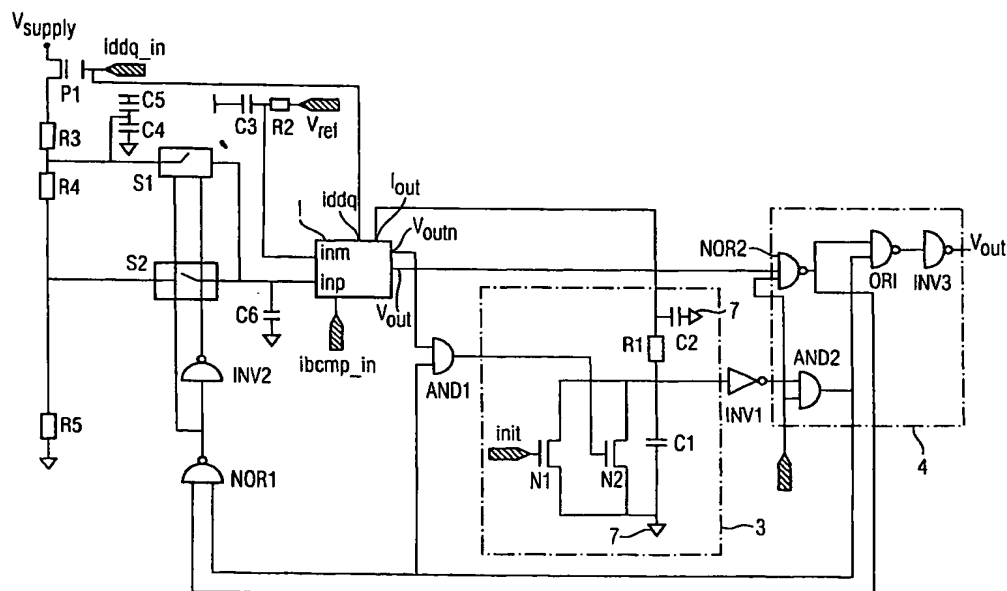 Vsupply
iddq_in
P1
C5
C4
C3
R2
Vref
R3
R4
S1
iddq
Iout
I
Voutn
inm
inp
Vout
S2
C6
ibcmp_in
NOR2
ORI
INV3
Vout
7
R1
C2
AND1
INV2
INV1
AND2
R5
init
N1
N2
C1
4
NOR1
7
3